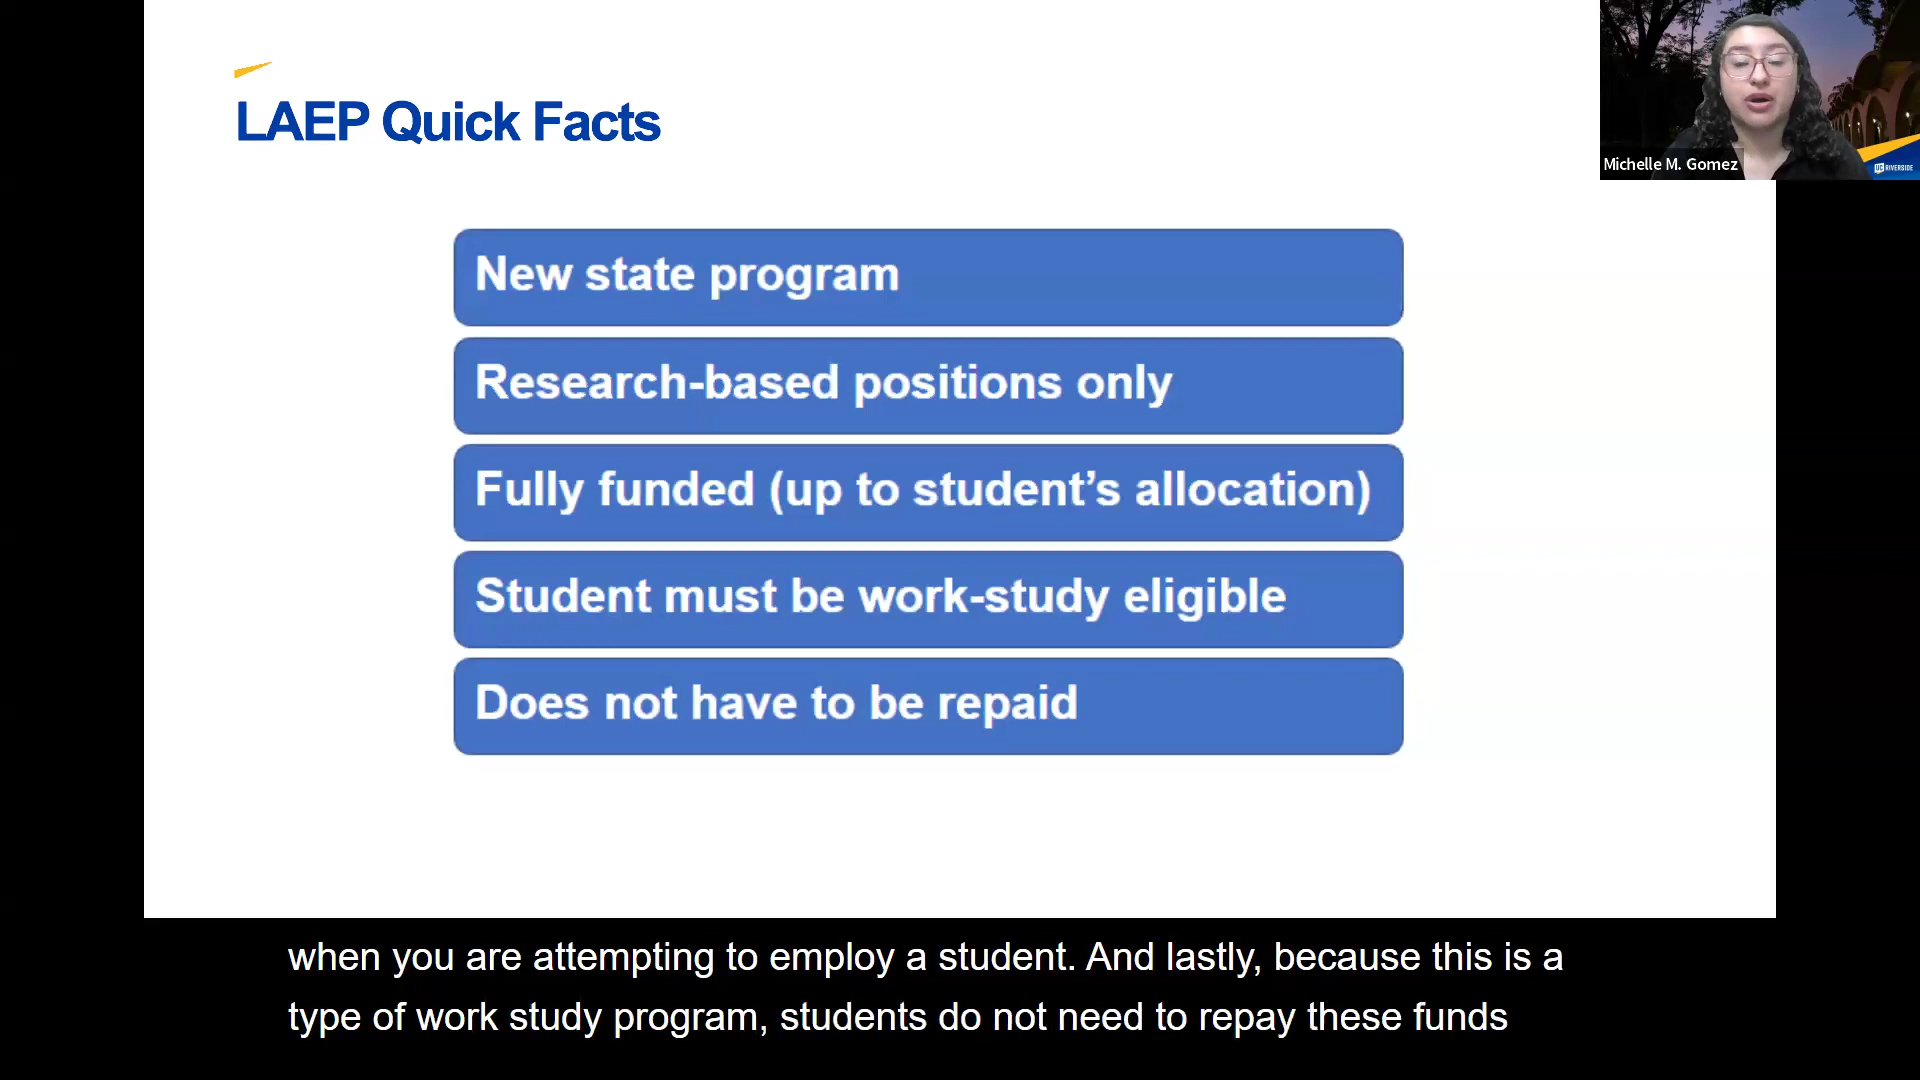 LAEP Quick Facts
Michelle M. Gomez
UC RIVERSIDE
New state program
Research-based positions only
Fully funded (up to student’s allocation)
Student must be work-study eligible
Does not have to be repaid
when you are attempting to employ a student. And lastly, because this is a
type of work study program, students do not need to repay these funds